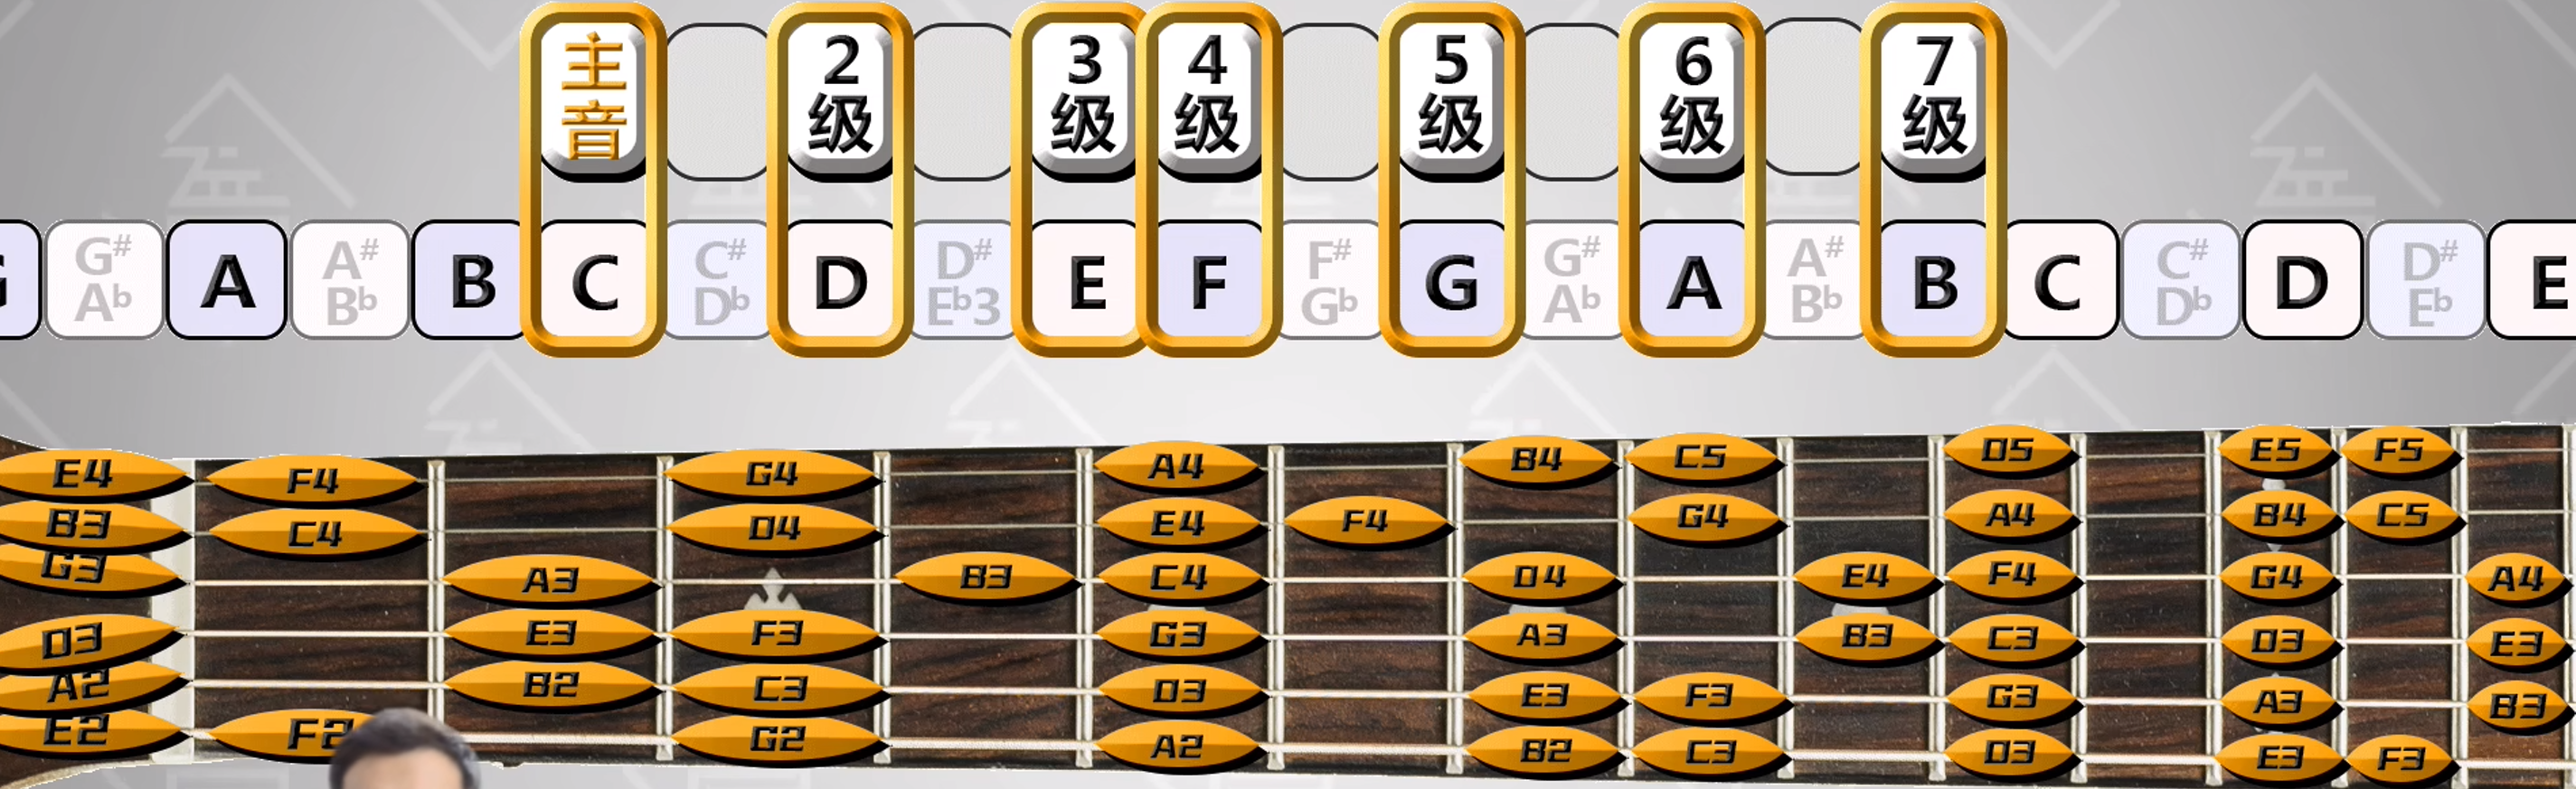 主音 2级 3级 4级 5级 6级 7级
G# Ab A A# Bb B C C# Db D D# Eb3 E F F# Gb G G# Ab A A# Bb B C C# Db D D# Eb E
E4 F4 G4 A4 B4 C5 D5 E5 F5
B3 C4 D4 E4 F4 G4 A4 B4 C5
G3 A3 B3 C4 D4 E4 F4 G4 A4
D3 E3 F3 G3 A3 B3 C3 D3 E3
A2 B2 C3 D3 E3 F3 G3 A3 B3
E2 F2 G2 A2 B2 C3 D3 E3 F3